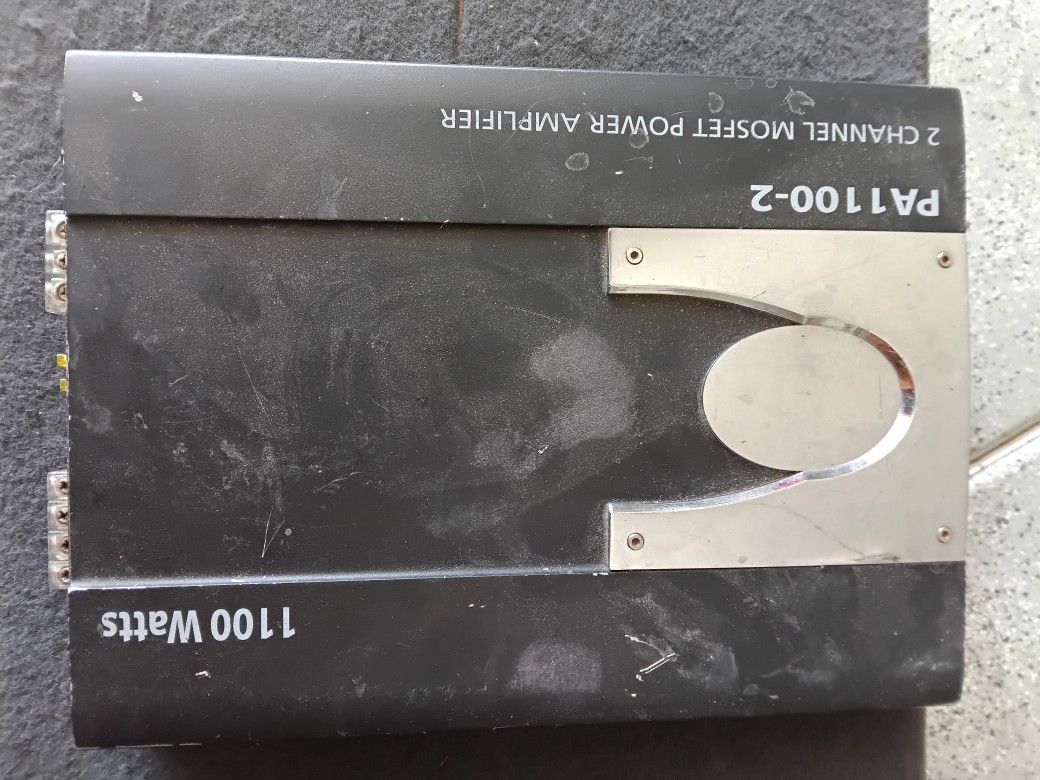 1100 Watts
PA1100-2
2 CHANNEL MOSFET POWER AMPLIFIER